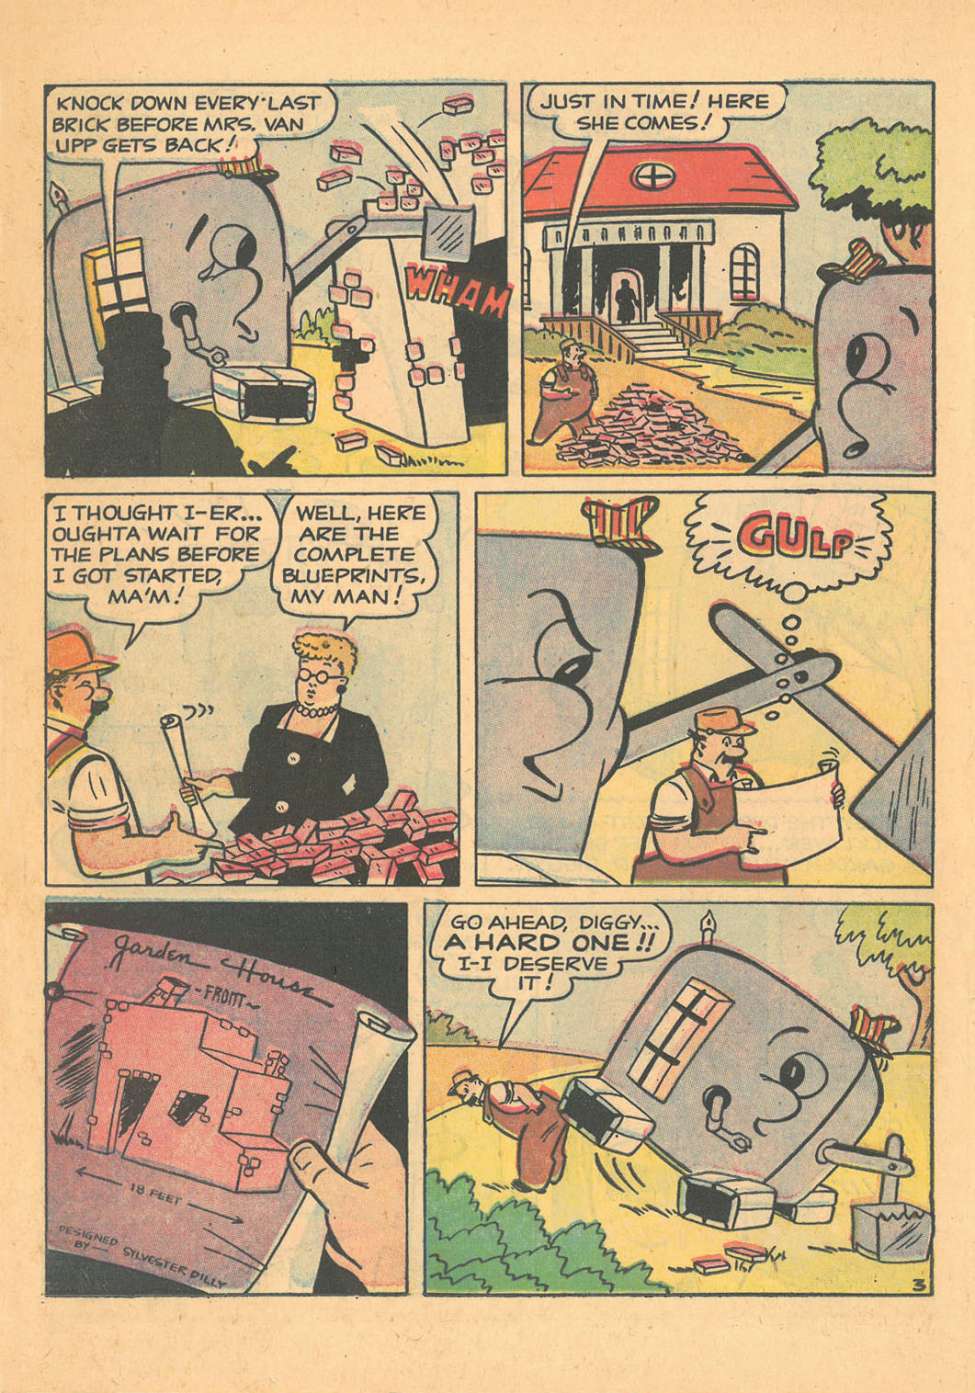 KNOCK DOWN EVERY LAST
BRICK BEFORE MRS. VAN
UPP GETS BACK!
WHAM
JUST IN TIME! HERE
SHE COMES!
I THOUGHT I-ER...
OUGHTA WAIT FOR
THE PLANS BEFORE
I GOT STARTED,
MA'M!
WELL, HERE
ARE THE
COMPLETE
BLUEPRINTS,
MY MAN!
GULP
Garden House
-FRONT~
18 FEET
DESIGNED
BY—
SYLVESTER DILLY
GO AHEAD, DIGGY...
A HARD ONE!!
I-I DESERVE
IT!
3